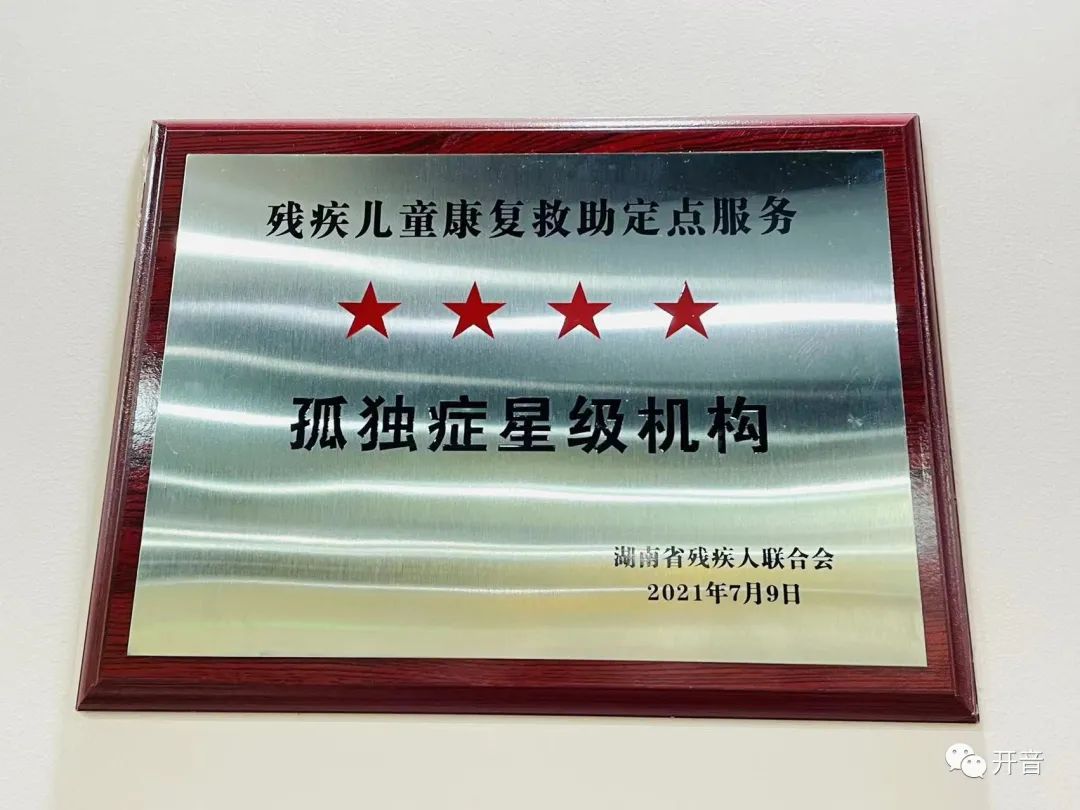 残疾儿童康复救助定点服务
★ ★ ★ ★
孤独症星级机构
湖南省残疾人联合会
2021年7月9日
开音